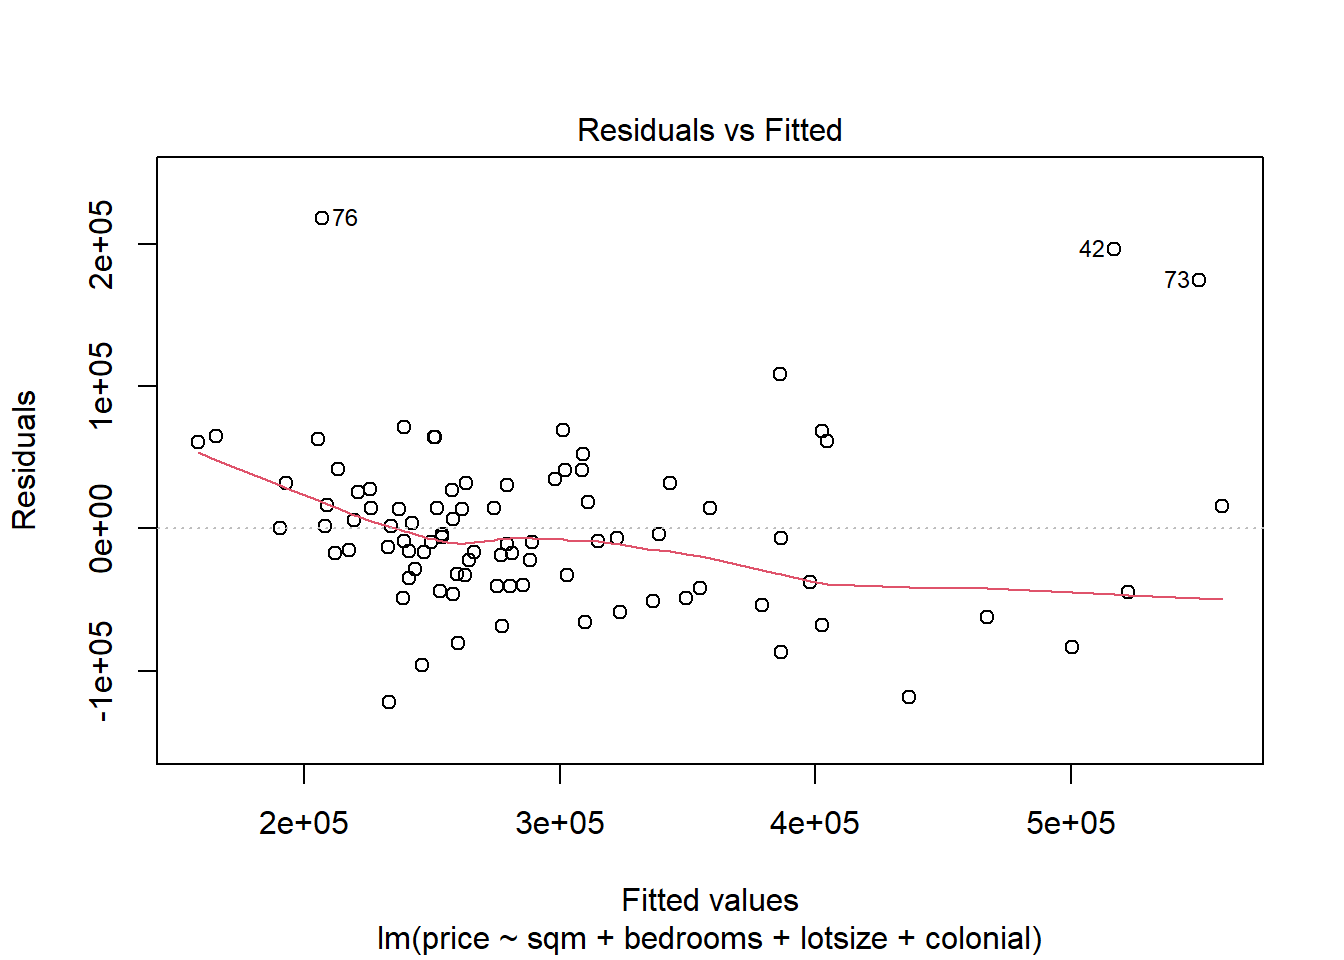 Residuals vs Fitted
Residuals
2e+05
1e+05
0e+00
-1e+05
76
42
73
2e+05
3e+05
4e+05
5e+05
Fitted values
lm(price ~ sqm + bedrooms + lotsize + colonial)